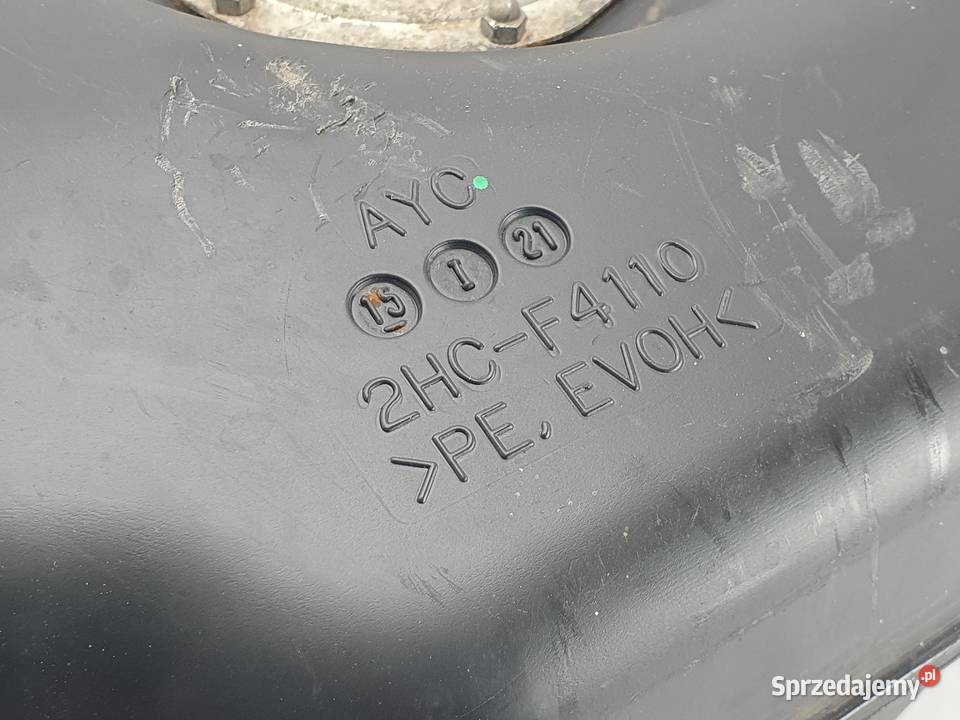 AYC
15 I 21
2HC-F4110
>PE, EVOH<
Sprzedajemy.pl